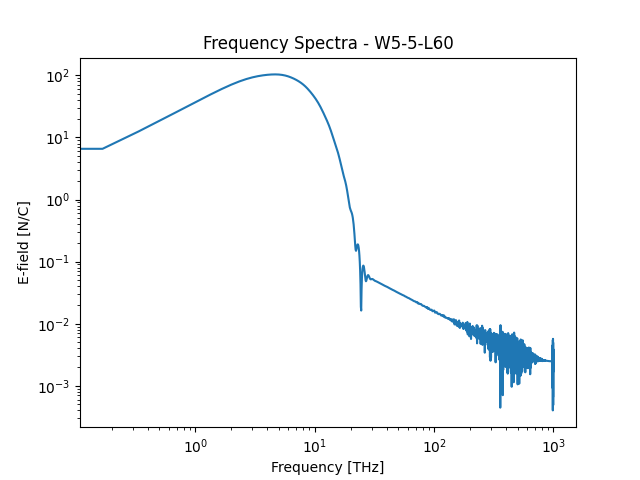 Frequency Spectra - W5-5-L60
E-field [N/C]
10²
10¹
10⁰
10⁻¹
10⁻²
10⁻³
10⁰ 10¹ 10² 10³
Frequency [THz]